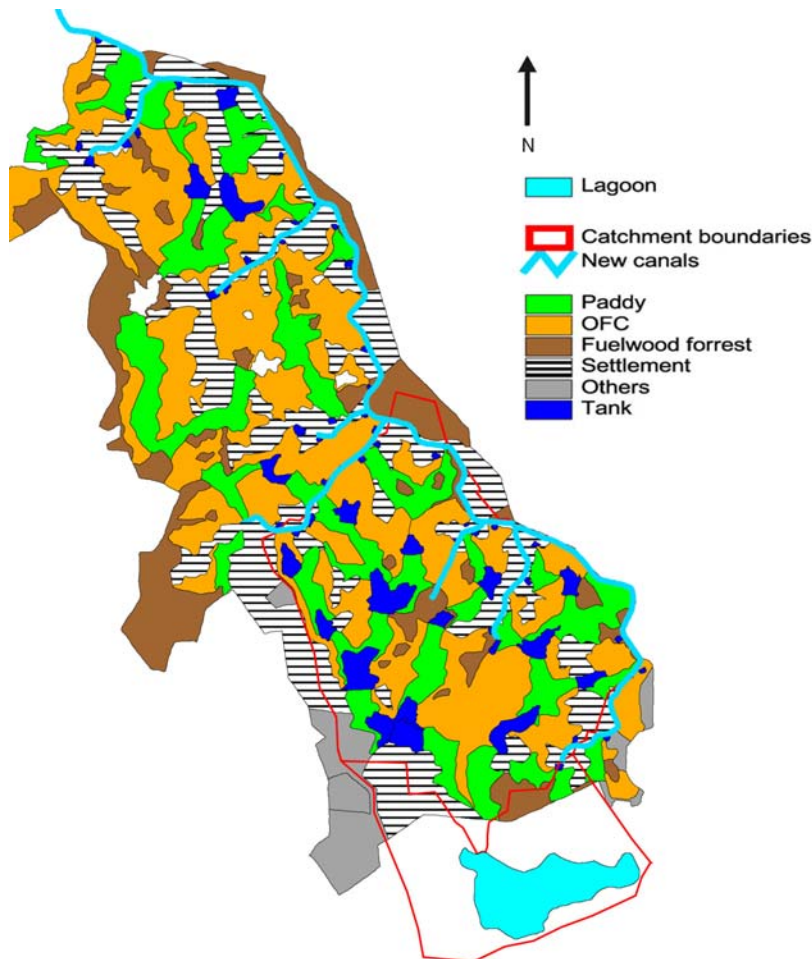 N
Lagoon
Catchment boundaries
New canals
Paddy
OFC
Fuelwood forrest
Settlement
Others
Tank